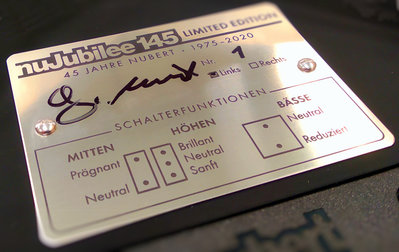 nuJubilee 145 LIMITED EDITION
45 JAHRE NUBERT - 1975-2020
Nr. 1
Links Rechts
SCHALTERFUNKTIONEN
MITTEN HÖHEN BÄSSE
Prägnant Brillant Neutral
Neutral
Neutral Sanft Reduziert